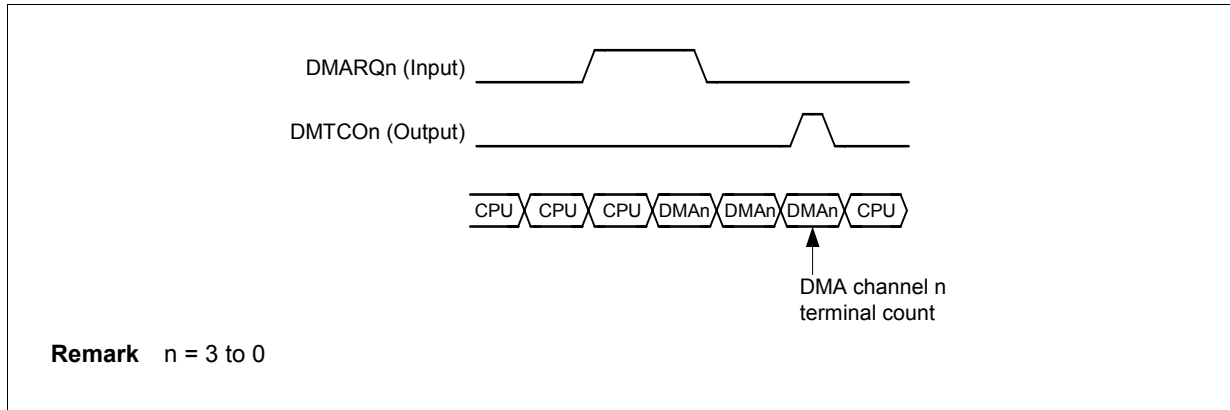 DMARQn (Input)
DMTCOn (Output)
CPU CPU CPU DMAn DMAn DMAn CPU
DMA channel n
terminal count
Remark n = 3 to 0